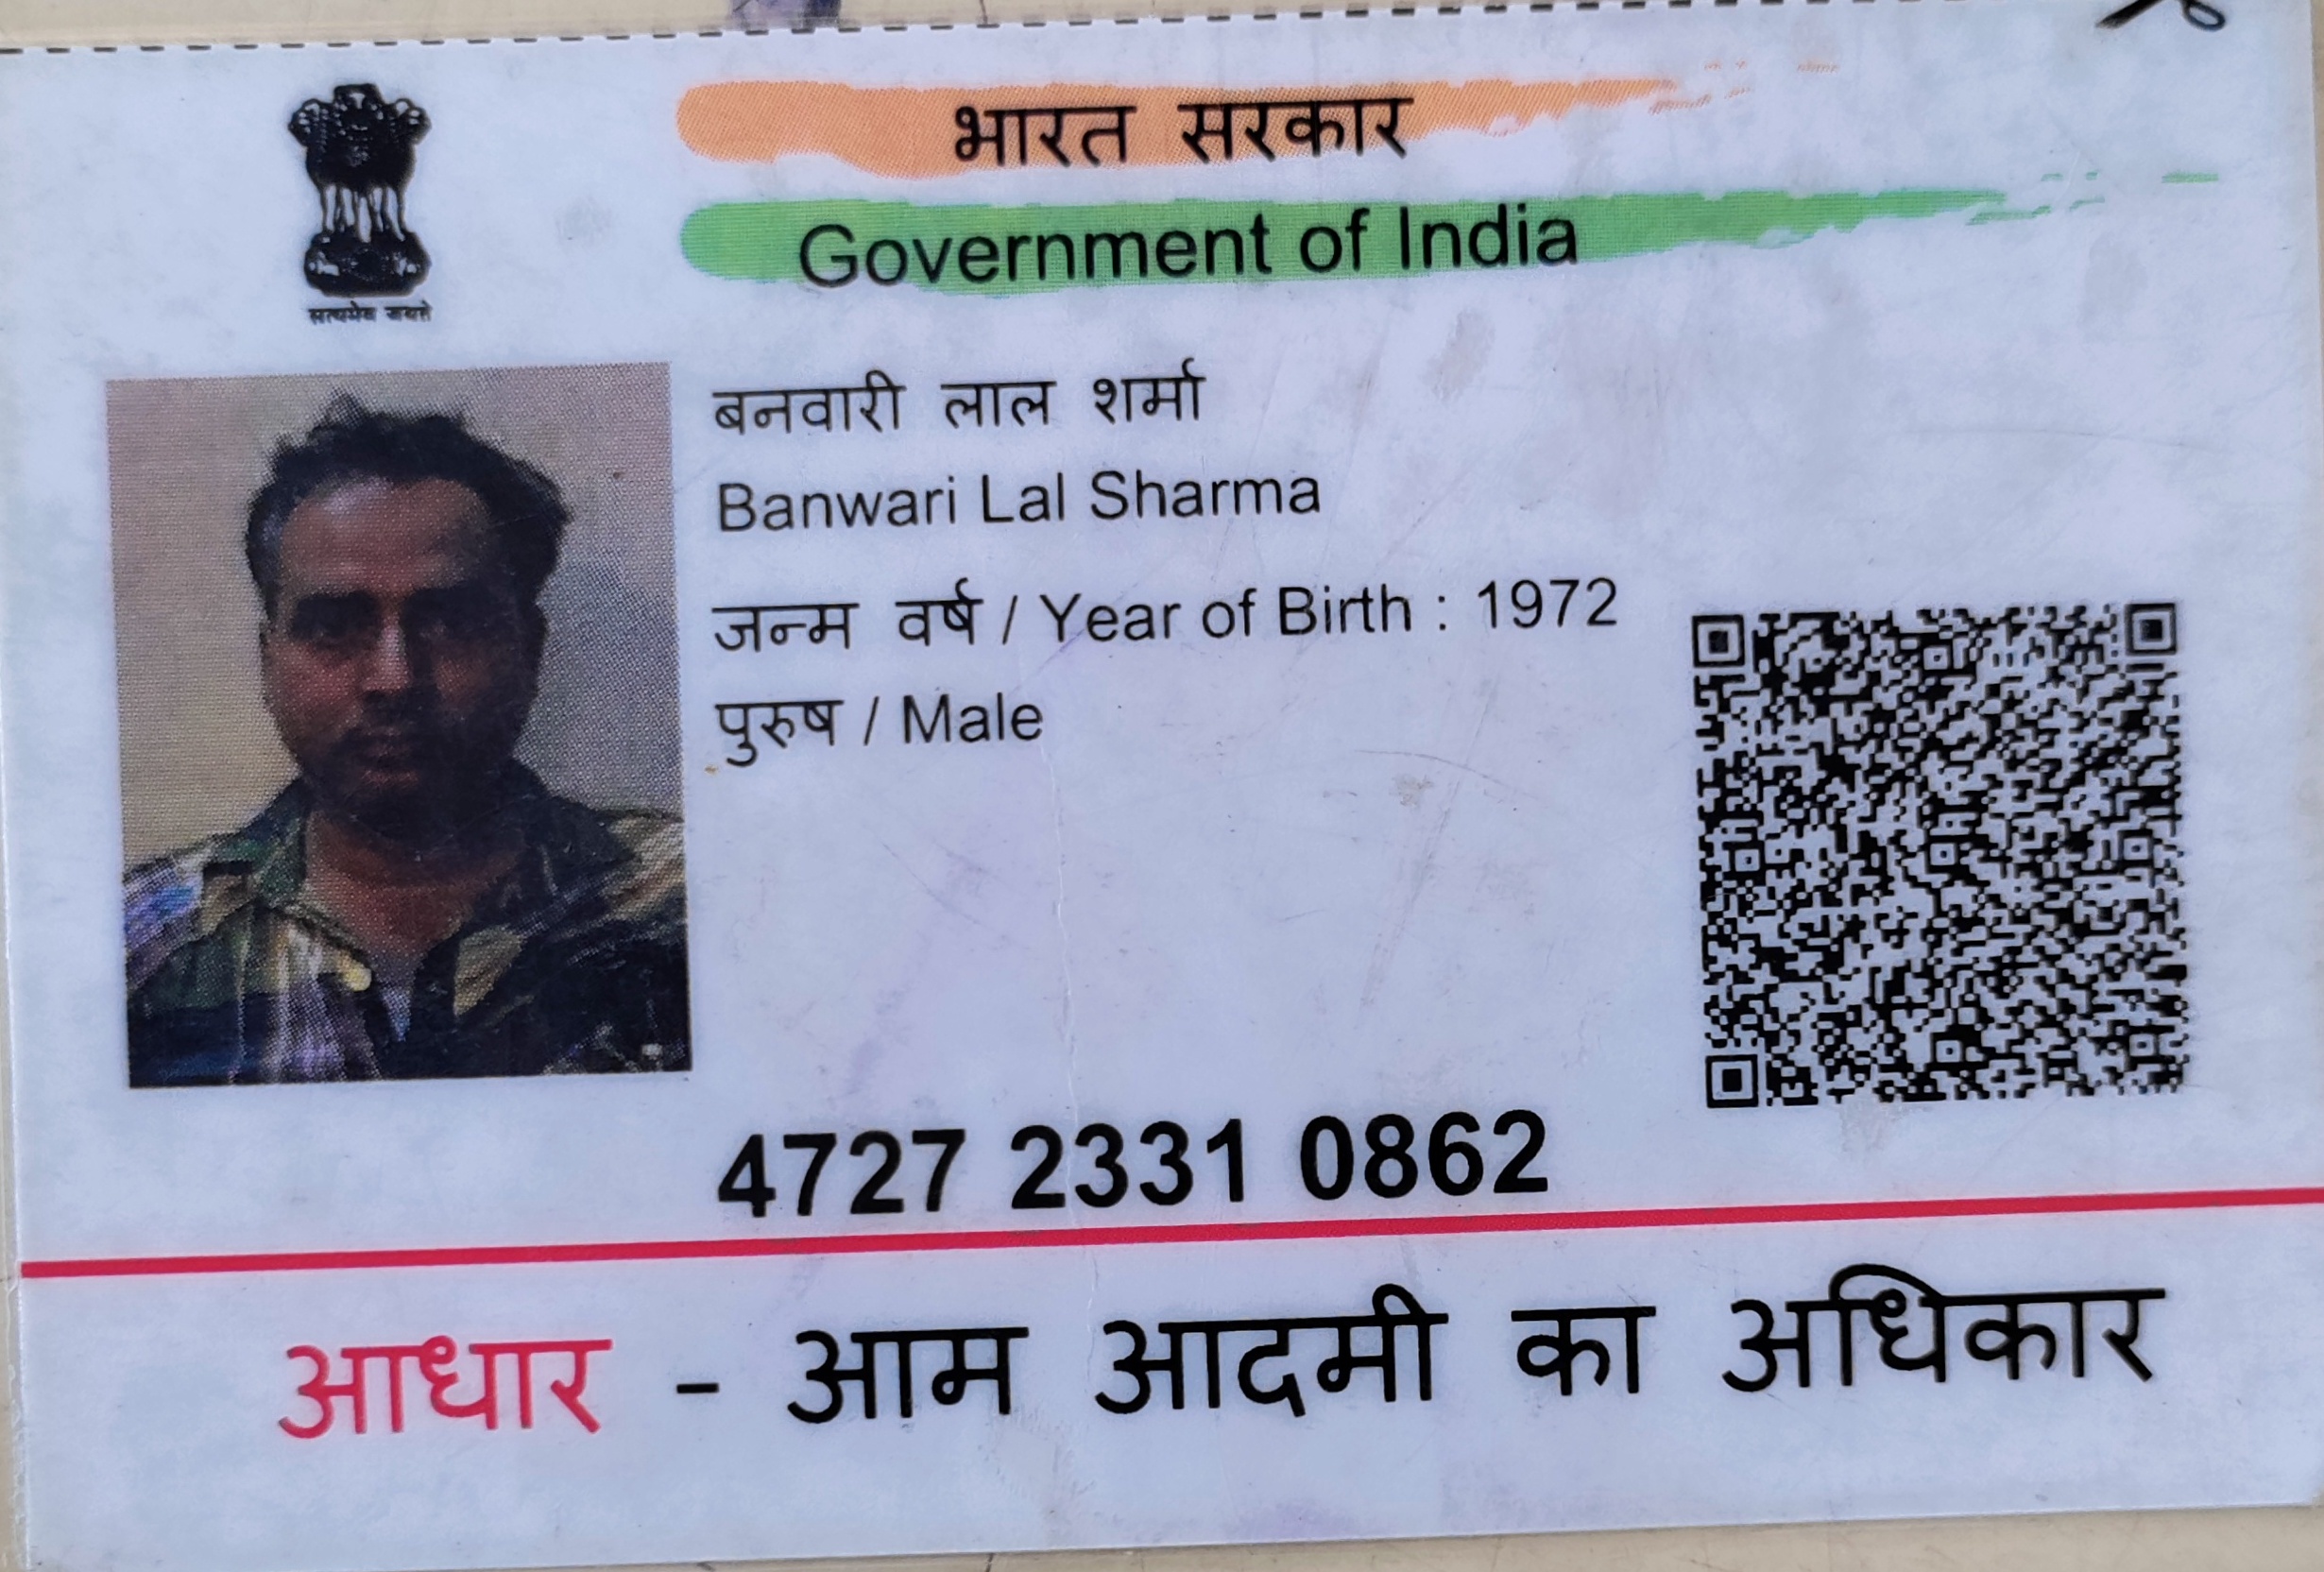 भारत सरकार
Government of India
सत्यमेव जयते
बनवारी लाल शर्मा
Banwari Lal Sharma
जन्म वर्ष / Year of Birth : 1972
पुरुष / Male
4727 2331 0862
आधार - आम आदमी का अधिकार